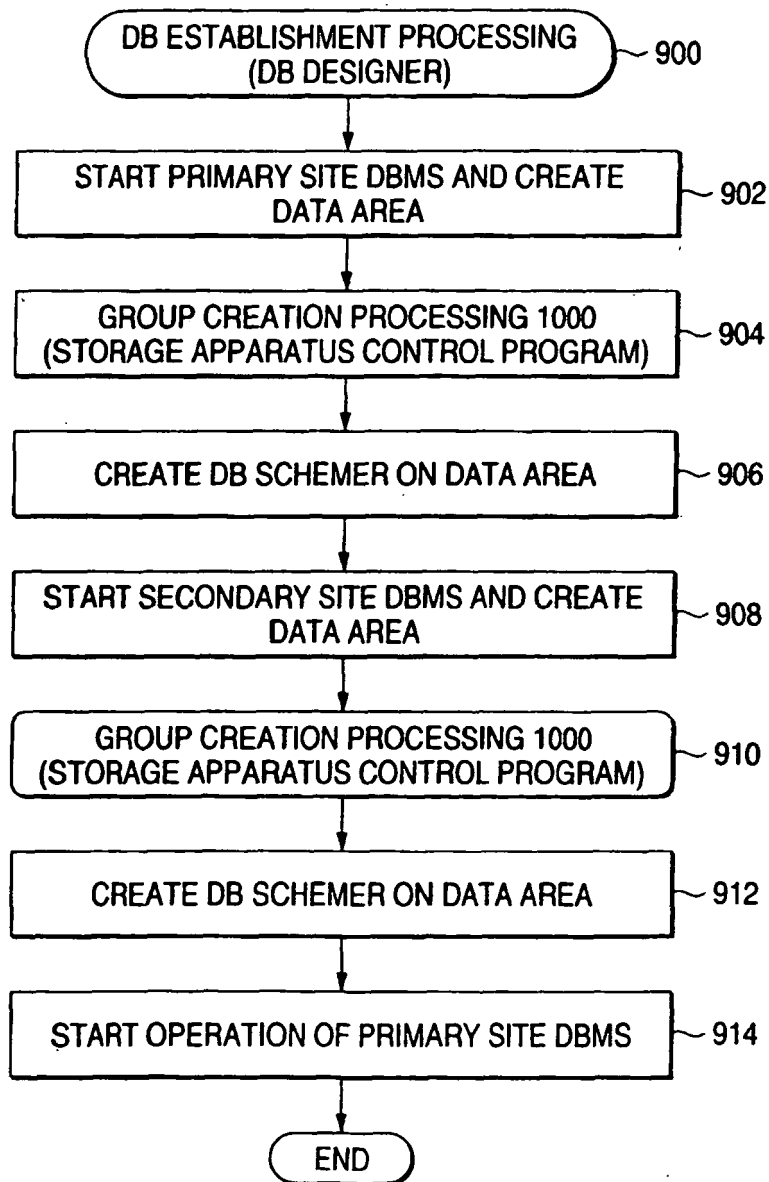 DB ESTABLISHMENT PROCESSING
(DB DESIGNER)
900
START PRIMARY SITE DBMS AND CREATE
DATA AREA
902
GROUP CREATION PROCESSING 1000
(STORAGE APPARATUS CONTROL PROGRAM)
904
CREATE DB SCHEMER ON DATA AREA
906
START SECONDARY SITE DBMS AND CREATE
DATA AREA
908
GROUP CREATION PROCESSING 1000
(STORAGE APPARATUS CONTROL PROGRAM)
910
CREATE DB SCHEMER ON DATA AREA
912
START OPERATION OF PRIMARY SITE DBMS
914
END